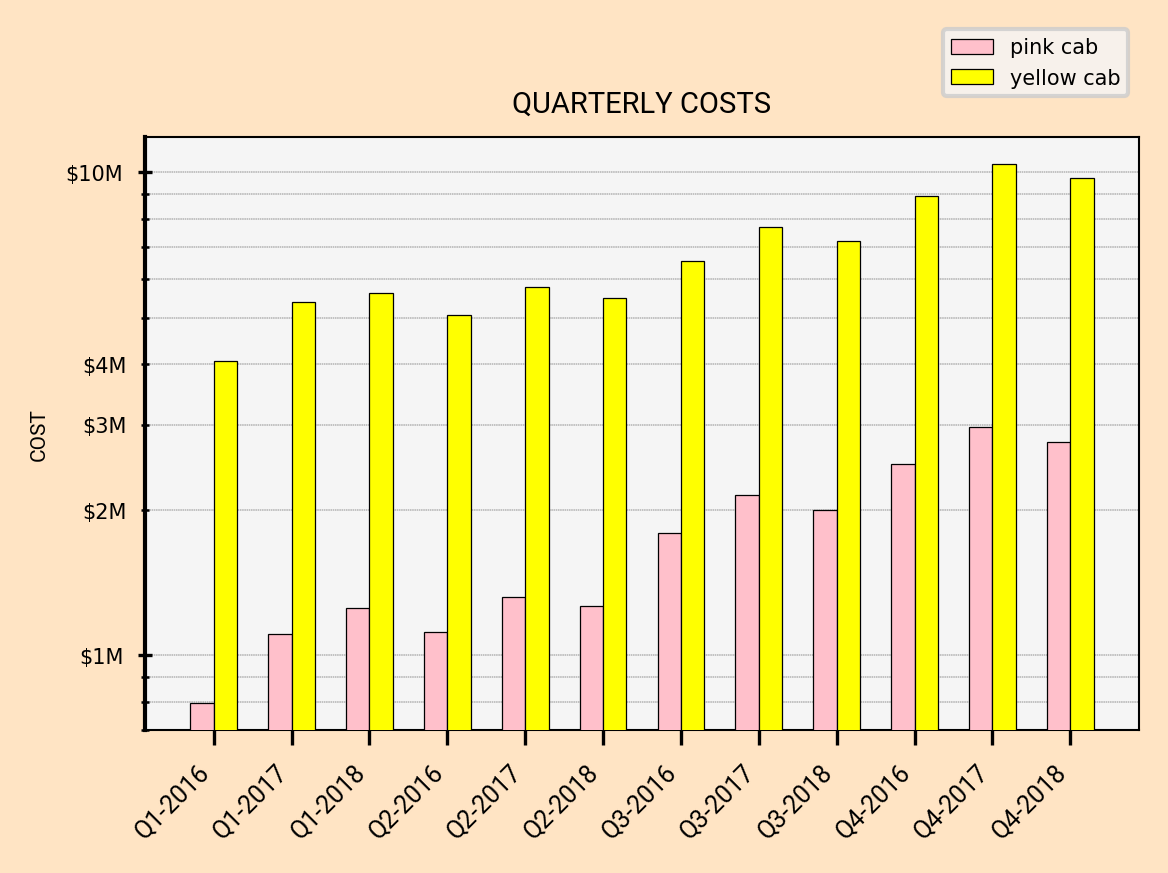 pink cab
yellow cab
QUARTERLY COSTS
$10M
$4M
$3M
$2M
$1M
COST
Q1-2016
Q1-2017
Q1-2018
Q2-2016
Q2-2017
Q2-2018
Q3-2016
Q3-2017
Q3-2018
Q4-2016
Q4-2017
Q4-2018